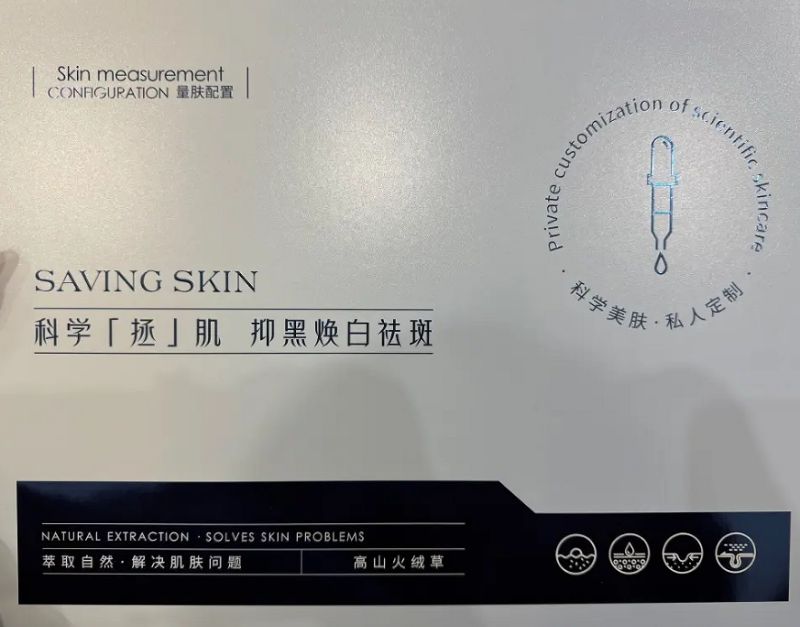 Skin measurement
CONFIGURATION 量肤配置
Private customization of scientific skincare
科学美肤·私人定制
SAVING SKIN
科学「拯」肌 抑黑焕白祛斑
NATURAL EXTRACTION · SOLVES SKIN PROBLEMS
萃取自然·解决肌肤问题 高山火绒草